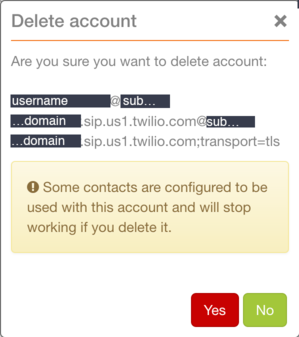 Delete account ×
Are you sure you want to delete account:
username @ sub...
...domain .sip.us1.twilio.com@sub...
...domain .sip.us1.twilio.com;transport=tls
Some contacts are configured to be
used with this account and will stop
working if you delete it.
Yes No